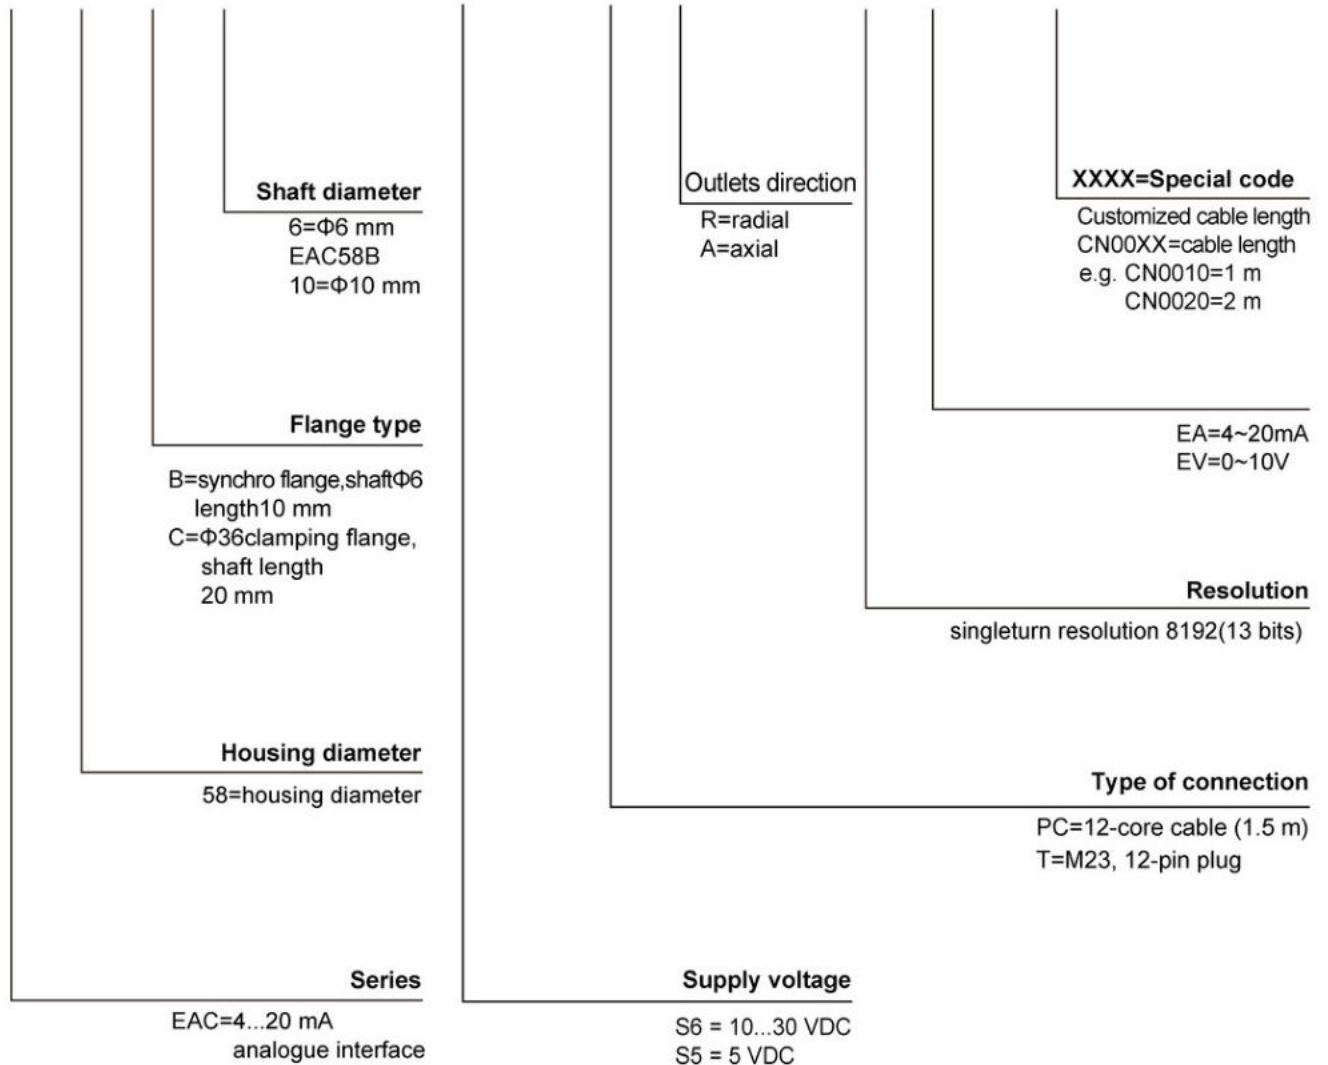 Shaft diameter
6=Φ6 mm
EAC58B
10=Φ10 mm
Flange type
B=synchro flange,shaftΦ6
length10 mm
C=Φ36clamping flange,
shaft length
20 mm
Housing diameter
58=housing diameter
Series
EAC=4...20 mA
analogue interface
Outlets direction
R=radial
A=axial
XXXX=Special code
Customized cable length
CN00XX=cable length
e.g. CN0010=1 m
CN0020=2 m
EA=4~20mA
EV=0~10V
Resolution
singleturn resolution 8192(13 bits)
Type of connection
PC=12-core cable (1.5 m)
T=M23, 12-pin plug
Supply voltage
S6 = 10...30 VDC
S5 = 5 VDC